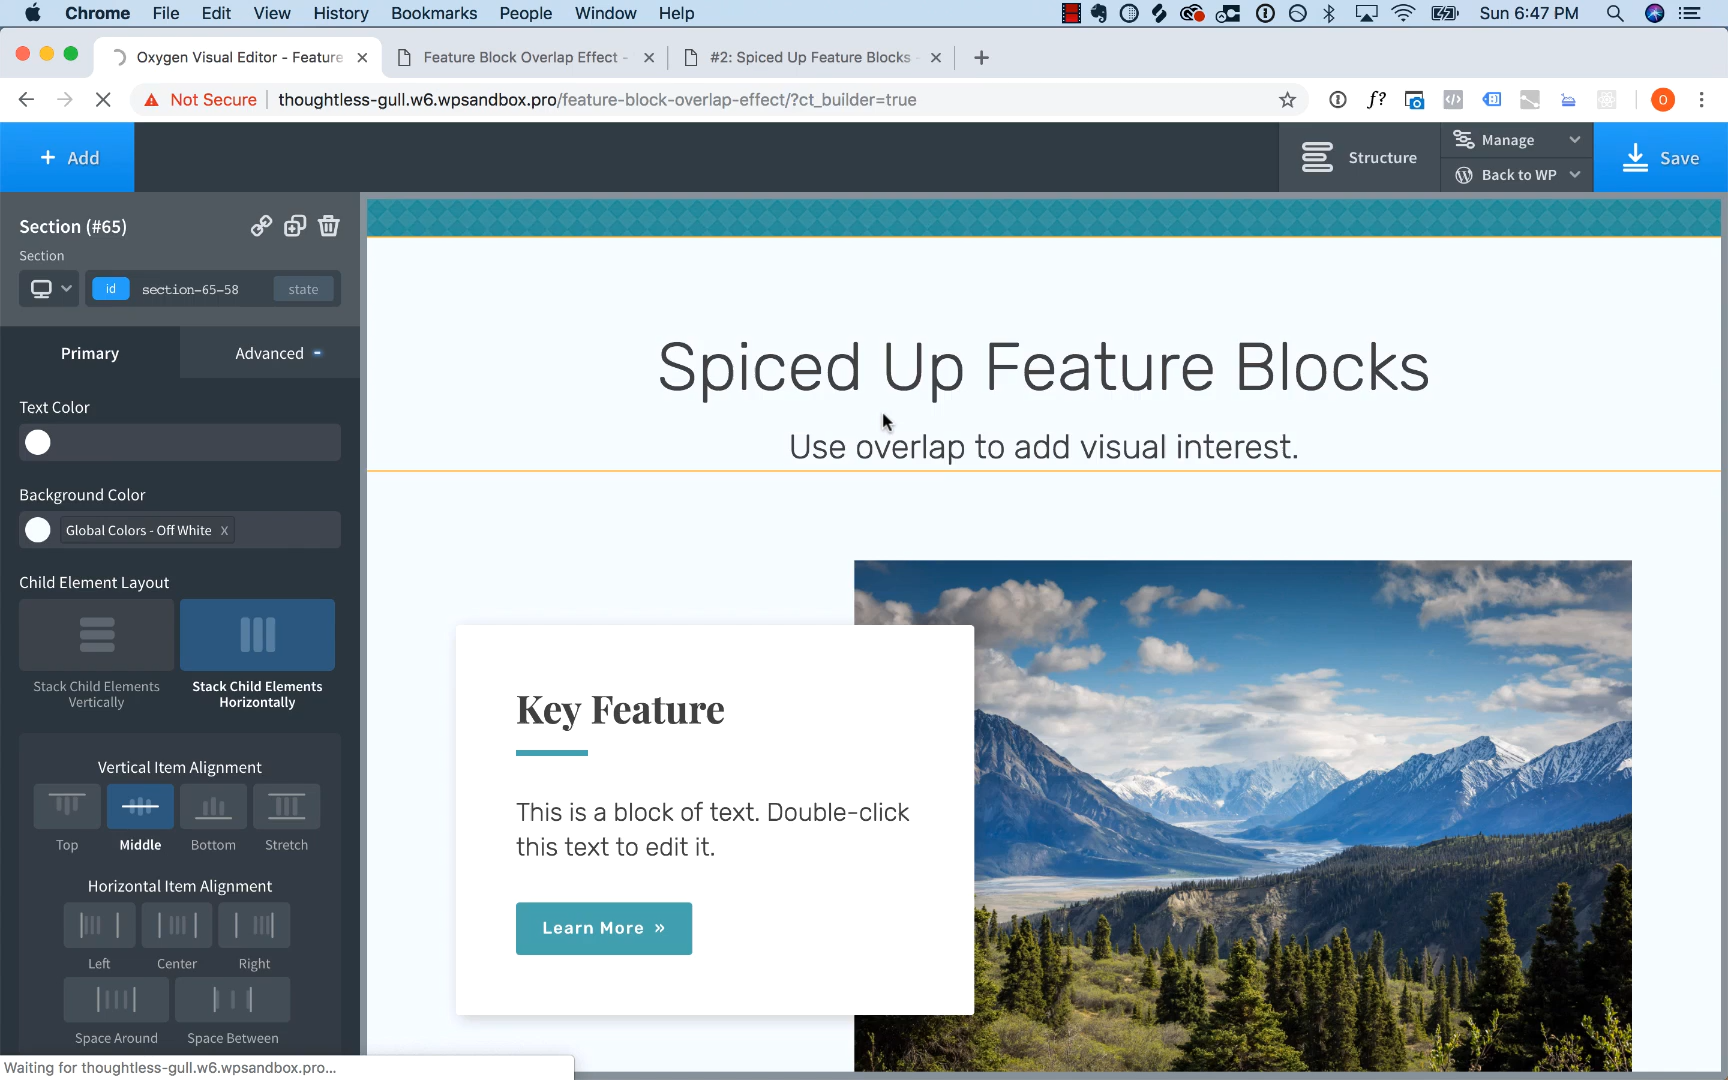 Chrome File Edit View History Bookmarks People Window Help Sun 6:47 PM
Oxygen Visual Editor - Feature
Feature Block Overlap Effect -
#2: Spiced Up Feature Blocks -
Not Secure thoughtless-gull.w6.wpsandbox.pro/feature-block-overlap-effect/?ct_builder=true
f?
O
+ Add
Structure
Manage
Back to WP
Save
Section (#65)
Section
id section-65-58 state
Primary Advanced
Text Color
Background Color
Global Colors - Off White x
Child Element Layout
Stack Child Elements Vertically
Stack Child Elements Horizontally
Vertical Item Alignment
Top Middle Bottom Stretch
Horizontal Item Alignment
Left Center Right
Space Around Space Between
Waiting for thoughtless-gull.w6.wpsandbox.pro...
Spiced Up Feature Blocks
Use overlap to add visual interest.
Key Feature
This is a block of text. Double-click
this text to edit it.
Learn More »